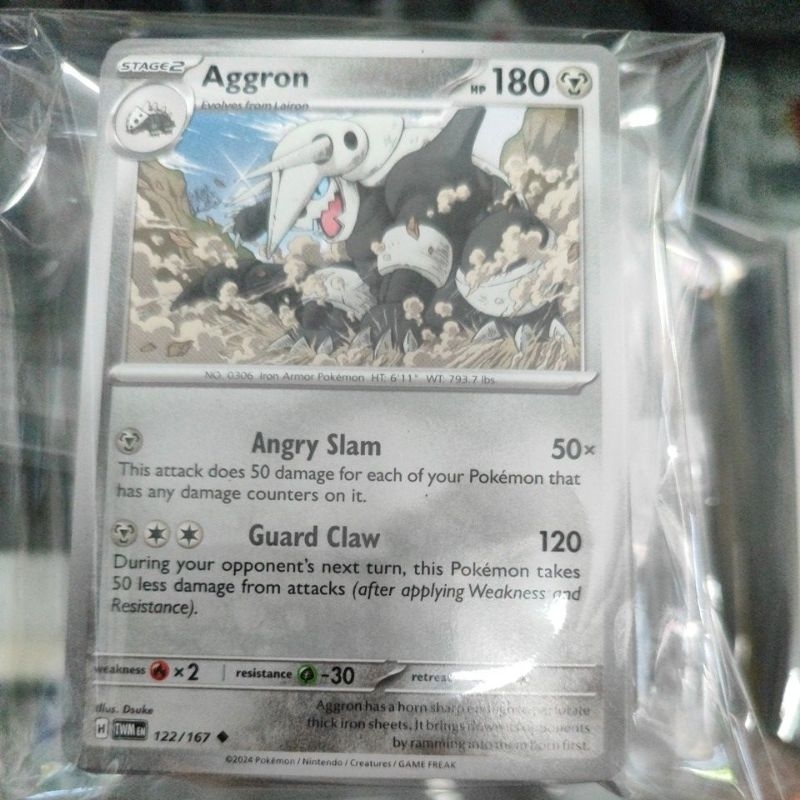 STAGE2 Aggron HP 180
Evolves from Lairon
NO. 0306 Iron Armor Pokémon HT: 6'11" WT: 793.7 lbs.
Angry Slam 50×
This attack does 50 damage for each of your Pokémon that
has any damage counters on it.
Guard Claw 120
During your opponent's next turn, this Pokémon takes
50 less damage from attacks (after applying Weakness and
Resistance).
weakness ×2 resistance -30
Illus. Dsuke
Aggron has a horn sharp
thick iron sheets. It brings
by ramming into them horn first.
H TWM EN 122/167
©2024 Pokémon / Nintendo / Creatures / GAME FREAK